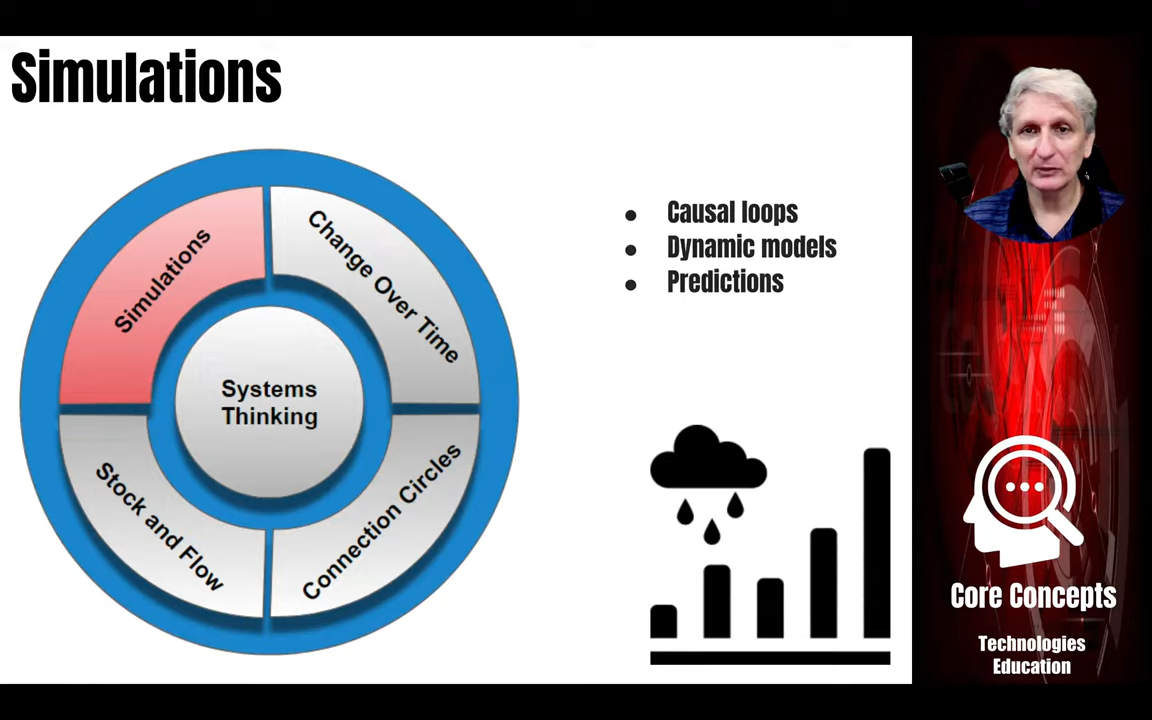 Simulations
Simulations
Change Over Time
Systems
Thinking
Stock and Flow
Connection Circles
Causal loops
Dynamic models
Predictions
Core Concepts
Technologies
Education